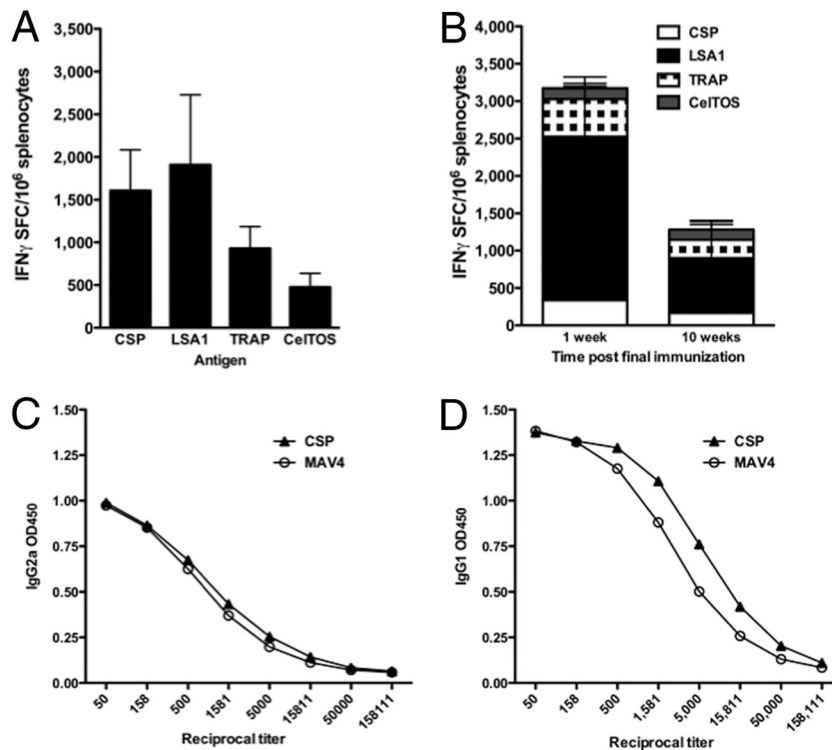 A
IFNγ SFC/10⁶ splenocytes
3,500
3,000
2,500
2,000
1,500
1,000
500
0
CSP LSA1 TRAP CelTOS
Antigen
B
IFNγ SFC/10⁶ splenocytes
4,000
3,500
3,000
2,500
2,000
1,500
1,000
500
0
CSP
LSA1
TRAP
CelTOS
1 week 10 weeks
Time post final immunization
C
IgG2a OD450
1.50
1.25
1.00
0.75
0.50
0.25
0.00
CSP
MAV4
50 158 500 1581 5000 15811 50000 158111
Reciprocal titer
D
IgG1 OD450
1.50
1.25
1.00
0.75
0.50
0.25
0.00
CSP
MAV4
50 158 500 1,581 5,000 15,811 50,000 158,111
Reciprocal titer